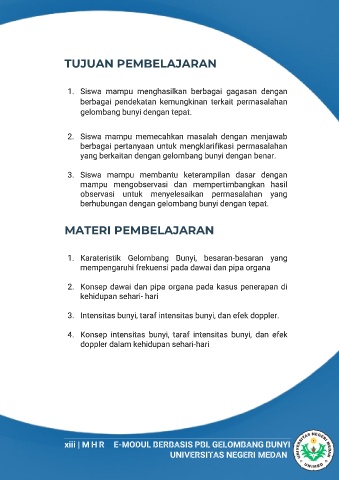 TUJUAN PEMBELAJARAN
1. Siswa mampu menghasilkan berbagai gagasan dengan
berbagai pendekatan kemungkinan terkait permasalahan
gelombang bunyi dengan tepat.
2. Siswa mampu memecahkan masalah dengan menjawab
berbagai pertanyaan untuk mengklarifikasi permasalahan
yang berkaitan dengan gelombang bunyi dengan benar.
3. Siswa mampu membantu keterampilan dasar dengan
mampu mengobservasi dan mempertimbangkan hasil
observasi untuk menyelesaikan permasalahan yang
berhubungan dengan gelombang bunyi dengan tepat.
MATERI PEMBELAJARAN
1. Karateristik Gelombang Bunyi, besaran-besaran yang
mempengaruhi frekuensi pada dawai dan pipa organa
2. Konsep dawai dan pipa organa pada kasus penerapan di
kehidupan sehari- hari
3. Intensitas bunyi, taraf intensitas bunyi, dan efek doppler.
4. Konsep intensitas bunyi, taraf intensitas bunyi, dan efek
doppler dalam kehidupan sehari-hari
xiii | M H R E-MODUL BERBASIS PBL GELOMBANG BUNYI
UNIVERSITAS NEGERI MEDAN
UNIVERSITAS NEGERI MEDAN
UNIMED